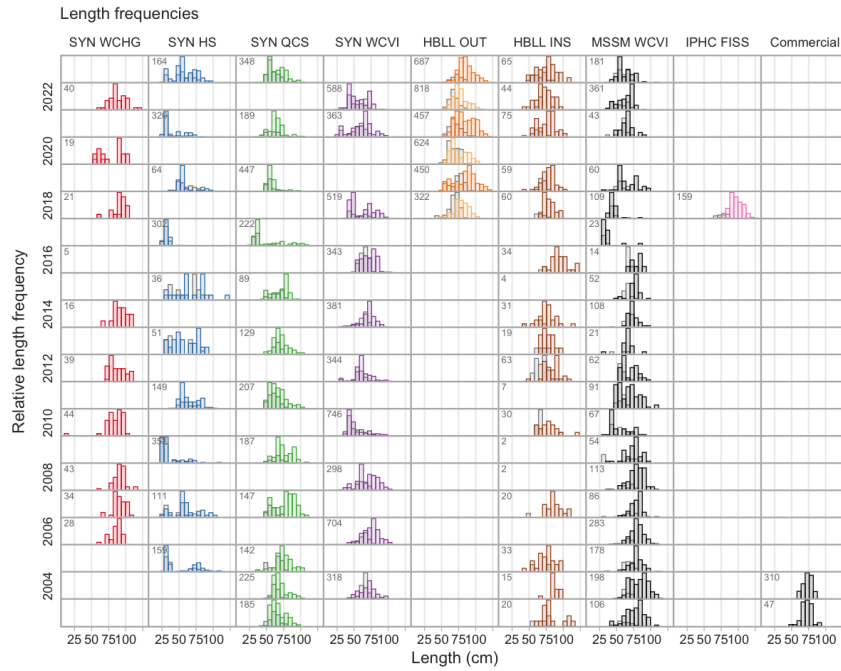 Length frequencies
SYN WCHG SYN HS SYN QCS SYN WCVI HBLL OUT HBLL INS MSSM WCVI IPHC FISS Commercial
164 348 687 65 181
2022 40 588 818 44 361
189 363 457 75 43
2020 19 624
64 447 450 59 60
2018 21 519 322 60 109 159
302 222 23
2016 5 343 34 14
36 89 4 52
2014 16 381 31 108
51 129 19 21
2012 39 344 63 62
149 207 7 91
2010 44 746 30 67
187 2 54
2008 43 298 2 113
34 111 147 20 86
2006 28 704 283
159 142 33 178
2004 225 318 15 198 310
185 20 106 47
25 50 75100 25 50 75100 25 50 75100 25 50 75100 25 50 75100 25 50 75100 25 50 75100 25 50 75100 25 50 75100
Length (cm)
Relative length frequency